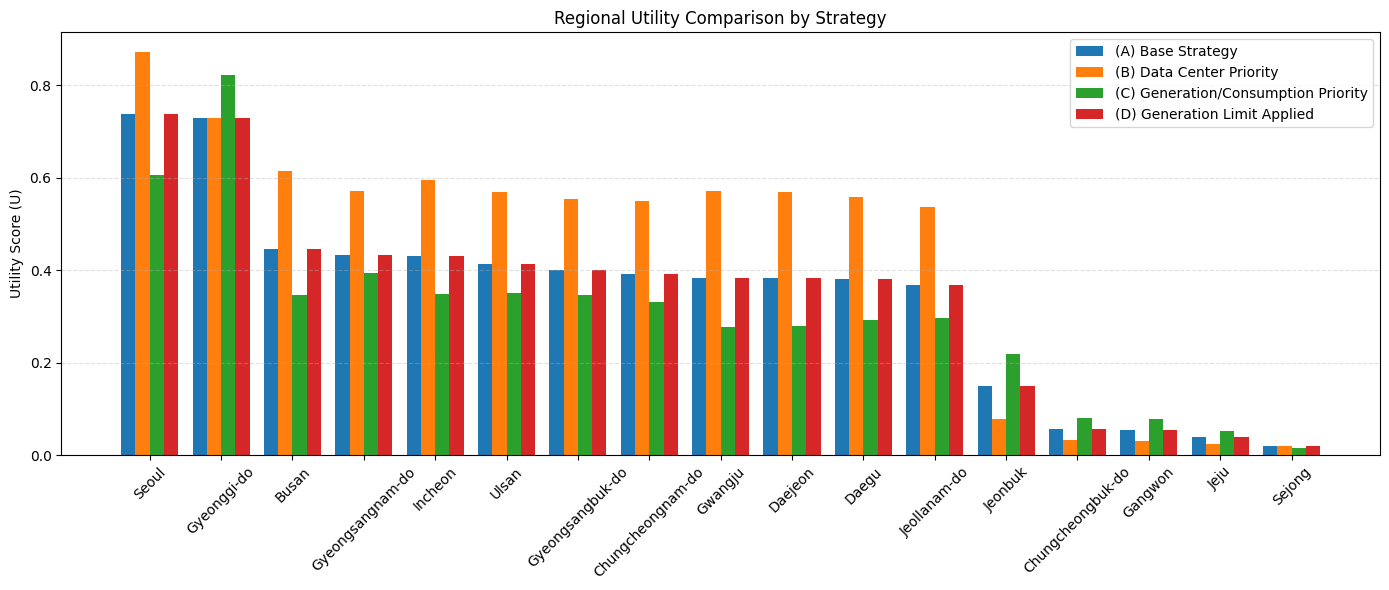 Regional Utility Comparison by Strategy
(A) Base Strategy
(B) Data Center Priority
(C) Generation/Consumption Priority
(D) Generation Limit Applied
Utility Score (U)
0.8
0.6
0.4
0.2
0.0
Seoul
Gyeonggi-do
Busan
Gyeongsangnam-do
Incheon
Ulsan
Gyeongsangbuk-do
Chungcheongnam-do
Gwangju
Daejeon
Daegu
Jeollanam-do
Jeonbuk
Chungcheongbuk-do
Gangwon
Jeju
Sejong